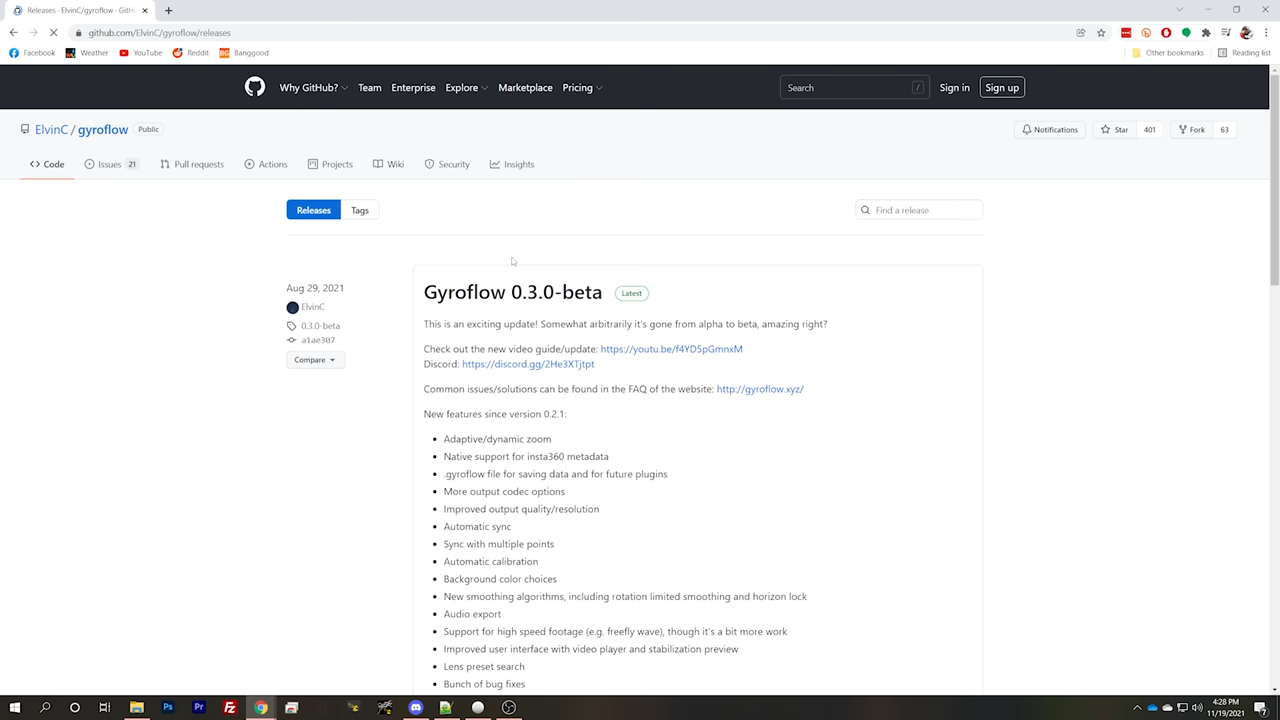 Releases · ElvinC/gyroflow · GitH
github.com/ElvinC/gyroflow/releases
Facebook Weather YouTube Reddit Banggood Other bookmarks Reading list
Why GitHub? Team Enterprise Explore Marketplace Pricing Search / Sign in Sign up
ElvinC / gyroflow Public Notifications Star 401 Fork 63
Code Issues 21 Pull requests Actions Projects Wiki Security Insights
Releases Tags Find a release
Aug 29, 2021
ElvinC
0.3.0-beta
a1ae307
Compare
Gyroflow 0.3.0-beta Latest
This is an exciting update! Somewhat arbitrarily it's gone from alpha to beta, amazing right?
Check out the new video guide/update: https://youtu.be/f4YD5pGmnxM
Discord: https://discord.gg/2He3XTjtpt
Common issues/solutions can be found in the FAQ of the website: http://gyroflow.xyz/
New features since version 0.2.1:
• Adaptive/dynamic zoom
• Native support for insta360 metadata
• .gyroflow file for saving data and for future plugins
• More output codec options
• Improved output quality/resolution
• Automatic sync
• Sync with multiple points
• Automatic calibration
• Background color choices
• New smoothing algorithms, including rotation limited smoothing and horizon lock
• Audio export
• Support for high speed footage (e.g. freefly wave), though it's a bit more work
• Improved user interface with video player and stabilization preview
• Lens preset search
• Bunch of bug fixes
Ps Pr Fz
4:28 PM
11/19/2021
7